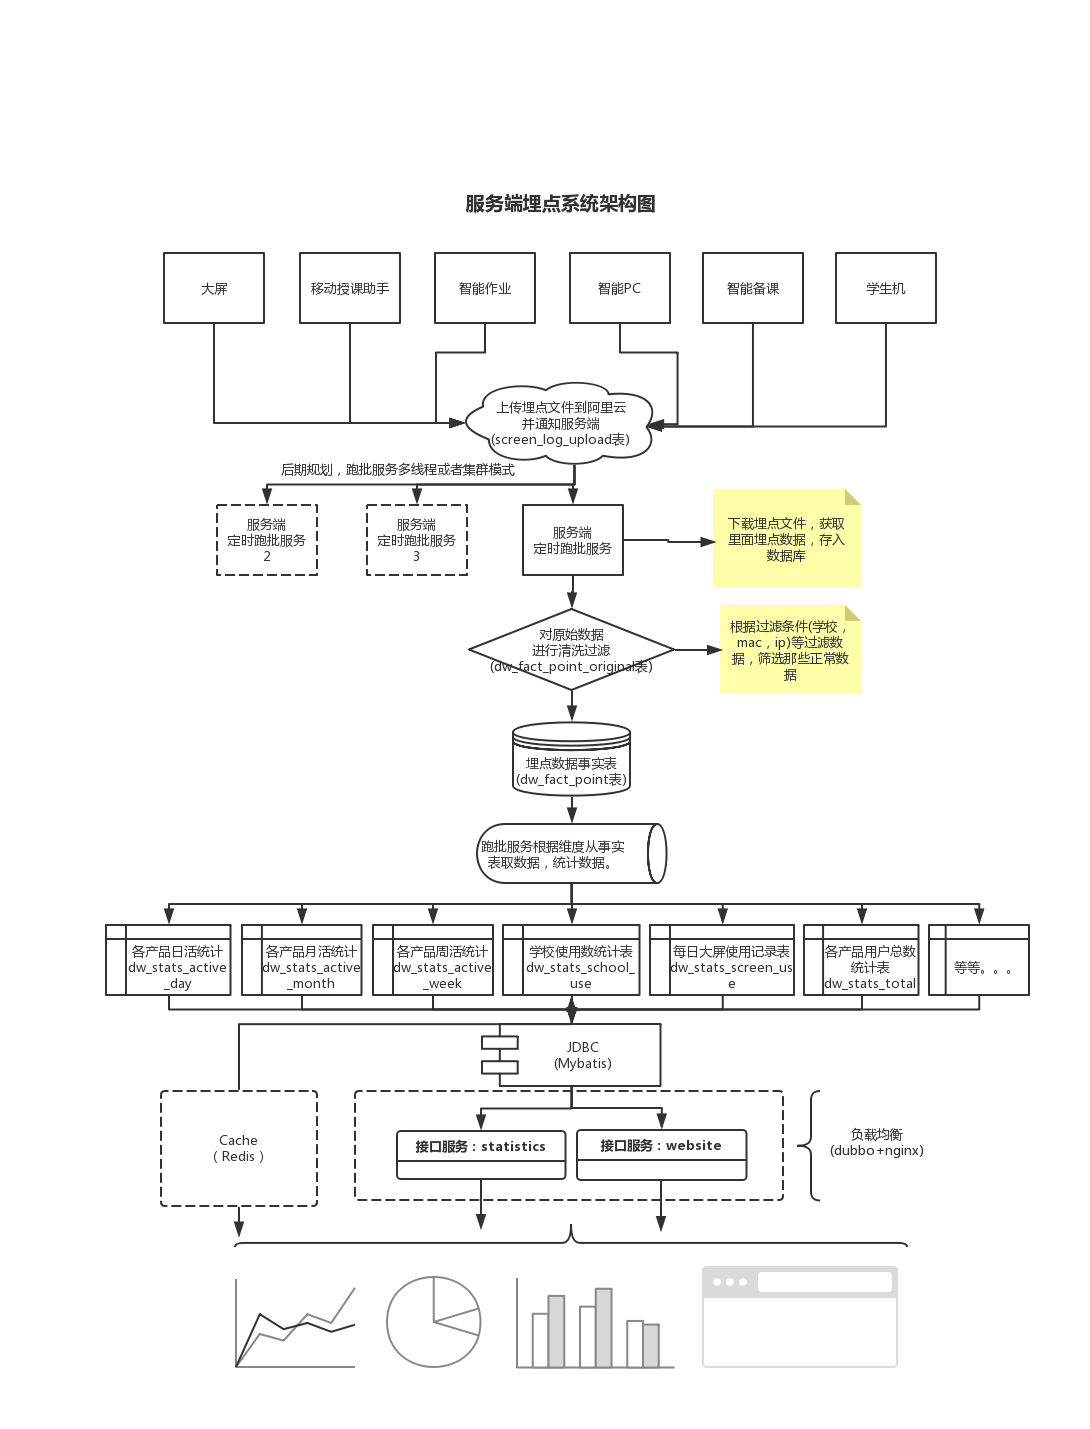 服务端埋点系统架构图
大屏
移动授课助手
智能作业
智能PC
智能备课
学生机
上传埋点文件到阿里云
并通知服务端
(screen_log_upload表)
后期规划，跑批服务多线程或者集群模式
服务端
定时跑批服务
2
服务端
定时跑批服务
3
服务端
定时跑批服务
下载埋点文件，获取
里面埋点数据，存入
数据库
对原始数据
进行清洗过滤
(dw_fact_point_original表)
根据过滤条件(学校，
mac，ip)等过滤数
据，筛选那些正常数
据
埋点数据事实表
(dw_fact_point表)
跑批服务根据维度从事实
表取数据，统计数据。
各产品日活统计
dw_stats_active
_day
各产品月活统计
dw_stats_active
_month
各产品周活统计
dw_stats_active
_week
学校使用数统计表
dw_stats_school_
use
每日大屏使用记录表
dw_stats_screen_us
e
各产品用户总数
统计表
dw_stats_total
等等。。。
JDBC
(Mybatis)
Cache
（Redis）
接口服务：statistics
接口服务：website
负载均衡
(dubbo+nginx)